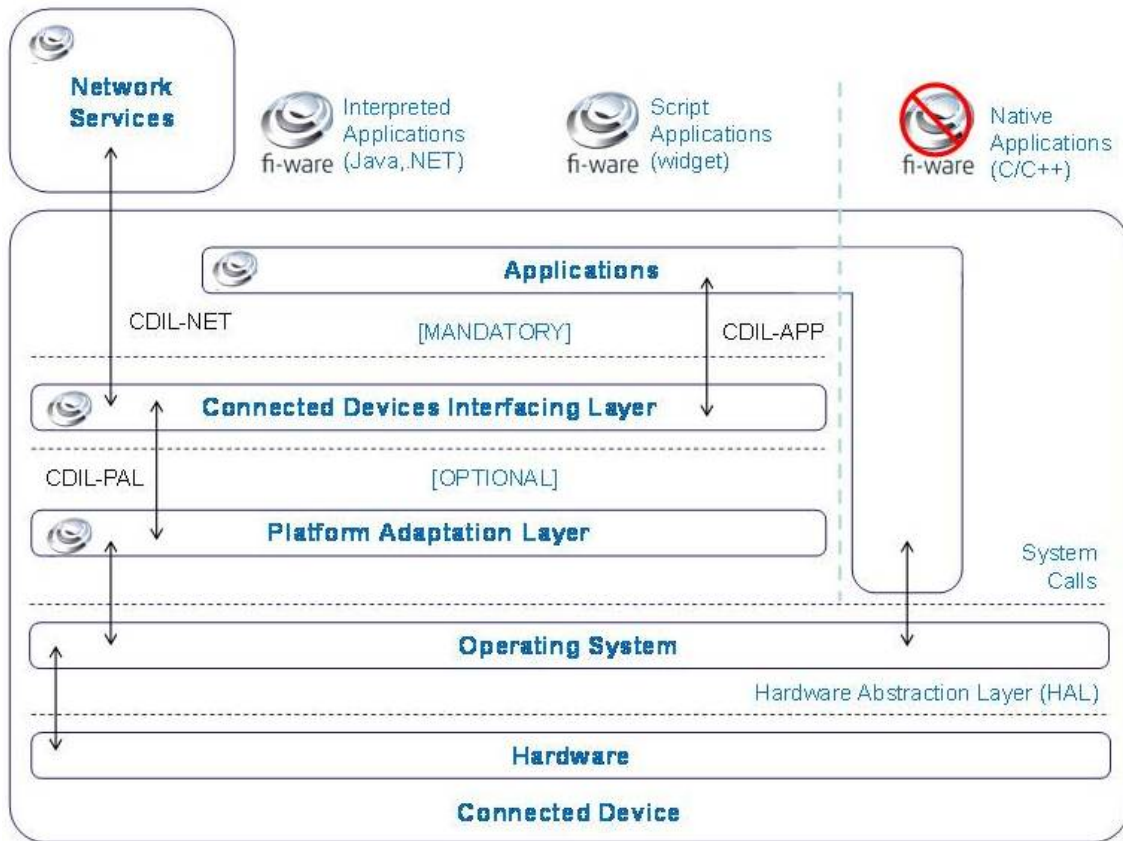 Network
Services
fi-ware
Interpreted
Applications
(Java,.NET)
fi-ware
Script
Applications
(widget)
fi-ware
Native
Applications
(C/C++)
Applications
CDIL-NET
[MANDATORY]
CDIL-APP
Connected Devices Interfacing Layer
CDIL-PAL
[OPTIONAL]
Platform Adaptation Layer
System
Calls
Operating System
Hardware Abstraction Layer (HAL)
Hardware
Connected Device